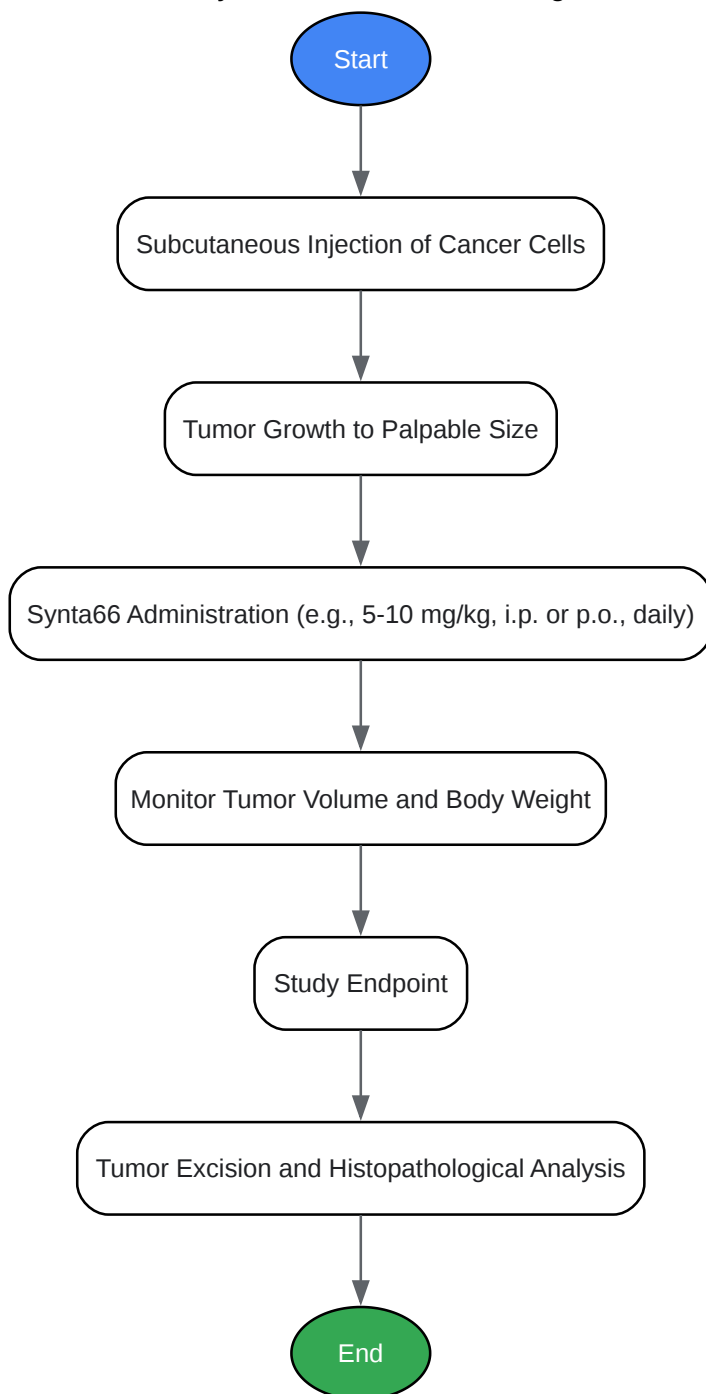 Start
Subcutaneous Injection of Cancer Cells
Tumor Growth to Palpable Size
Synta66 Administration (e.g., 5-10 mg/kg, i.p. or p.o., daily)
Monitor Tumor Volume and Body Weight
Study Endpoint
Tumor Excision and Histopathological Analysis
End